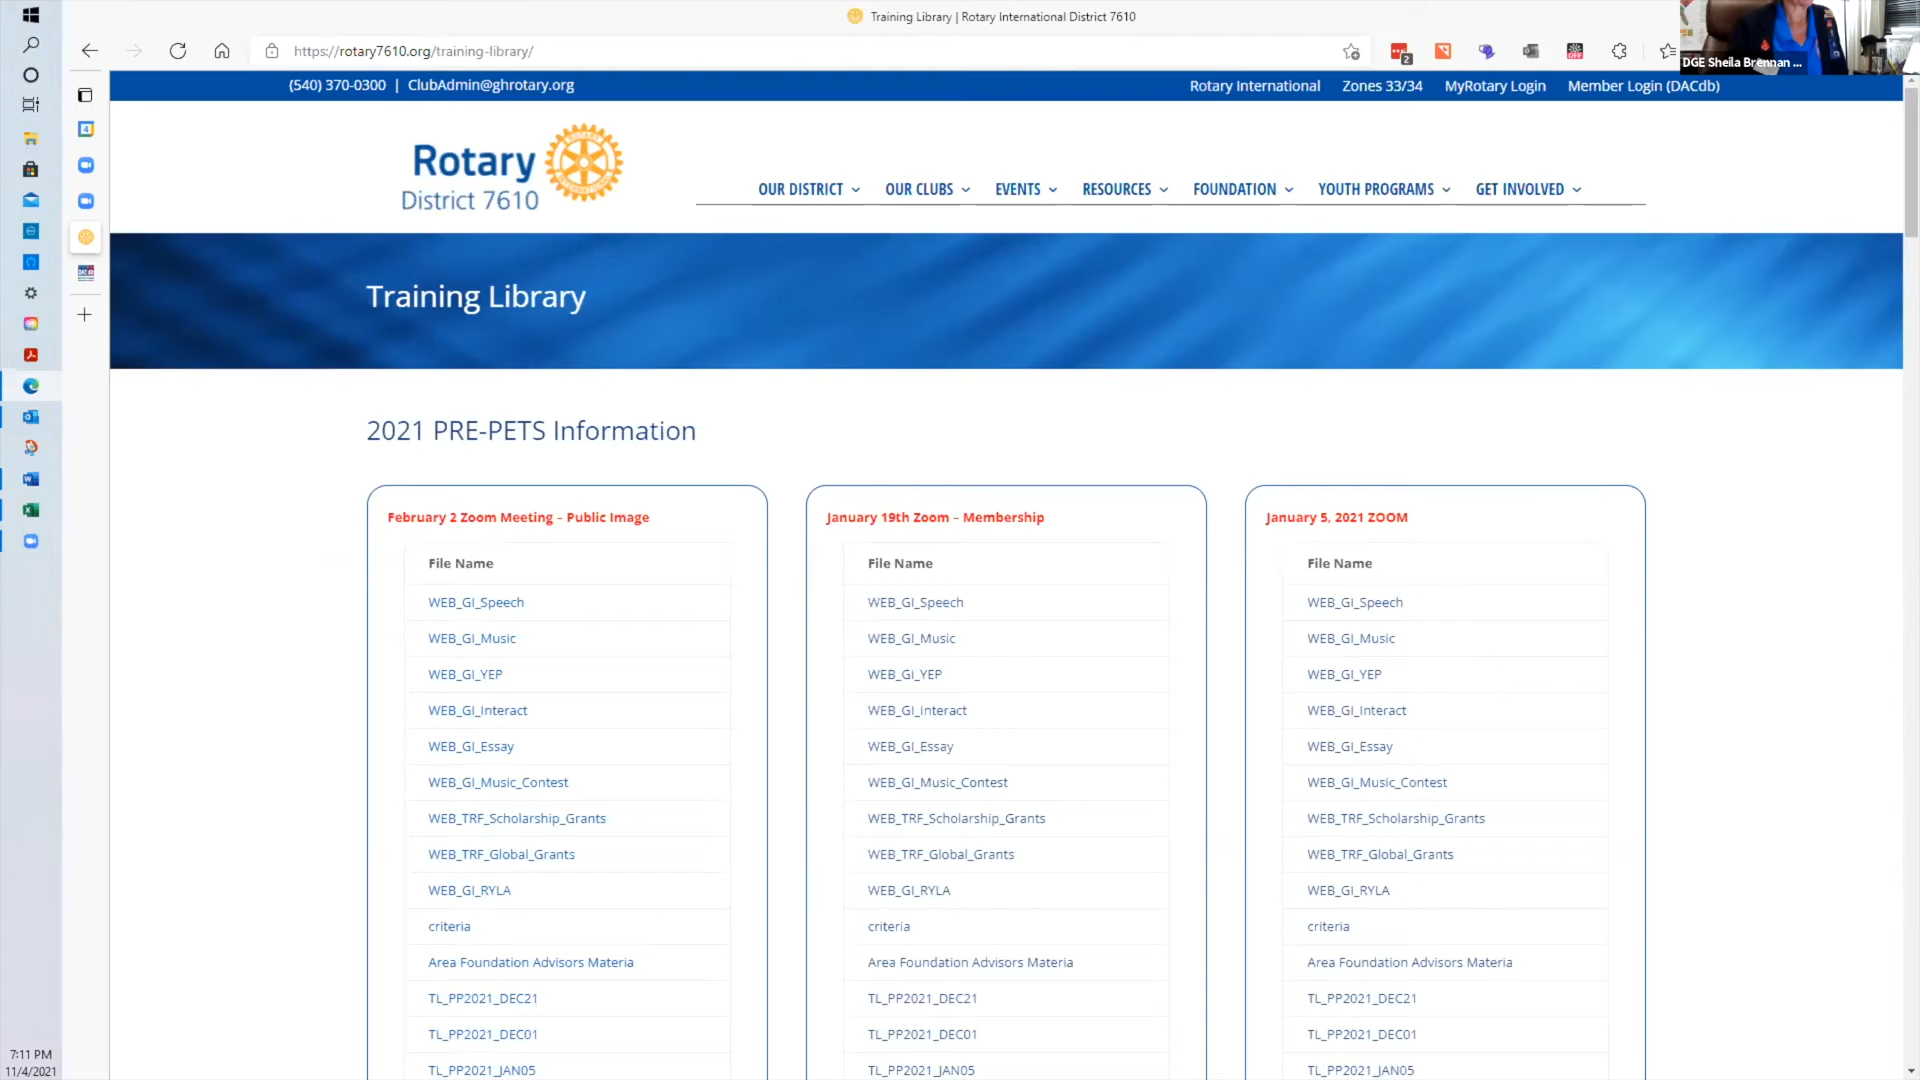 Training Library | Rotary International District 7610
https://rotary7610.org/training-library/
2
OFF
DGE Sheila Brennan ...
(540) 370-0300 | ClubAdmin@ghrotary.org
Rotary International Zones 33/34 MyRotary Login Member Login (DACdb)
Rotary
District 7610
OUR DISTRICT OUR CLUBS EVENTS RESOURCES FOUNDATION YOUTH PROGRAMS GET INVOLVED
Training Library
2021 PRE-PETS Information
February 2 Zoom Meeting – Public Image
File Name
WEB_GI_Speech
WEB_GI_Music
WEB_GI_YEP
WEB_GI_Interact
WEB_GI_Essay
WEB_GI_Music_Contest
WEB_TRF_Scholarship_Grants
WEB_TRF_Global_Grants
WEB_GI_RYLA
criteria
Area Foundation Advisors Materia
TL_PP2021_DEC21
TL_PP2021_DEC01
TL_PP2021_JAN05
January 19th Zoom – Membership
File Name
WEB_GI_Speech
WEB_GI_Music
WEB_GI_YEP
WEB_GI_Interact
WEB_GI_Essay
WEB_GI_Music_Contest
WEB_TRF_Scholarship_Grants
WEB_TRF_Global_Grants
WEB_GI_RYLA
criteria
Area Foundation Advisors Materia
TL_PP2021_DEC21
TL_PP2021_DEC01
TL_PP2021_JAN05
January 5, 2021 ZOOM
File Name
WEB_GI_Speech
WEB_GI_Music
WEB_GI_YEP
WEB_GI_Interact
WEB_GI_Essay
WEB_GI_Music_Contest
WEB_TRF_Scholarship_Grants
WEB_TRF_Global_Grants
WEB_GI_RYLA
criteria
Area Foundation Advisors Materia
TL_PP2021_DEC21
TL_PP2021_DEC01
TL_PP2021_JAN05
7:11 PM
11/4/2021